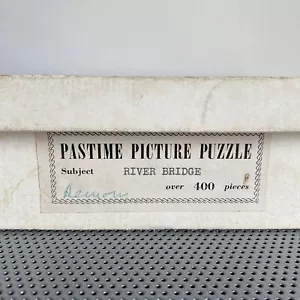 PASTIME PICTURE PUZZLE
Subject RIVER BRIDGE
over 400 pieces